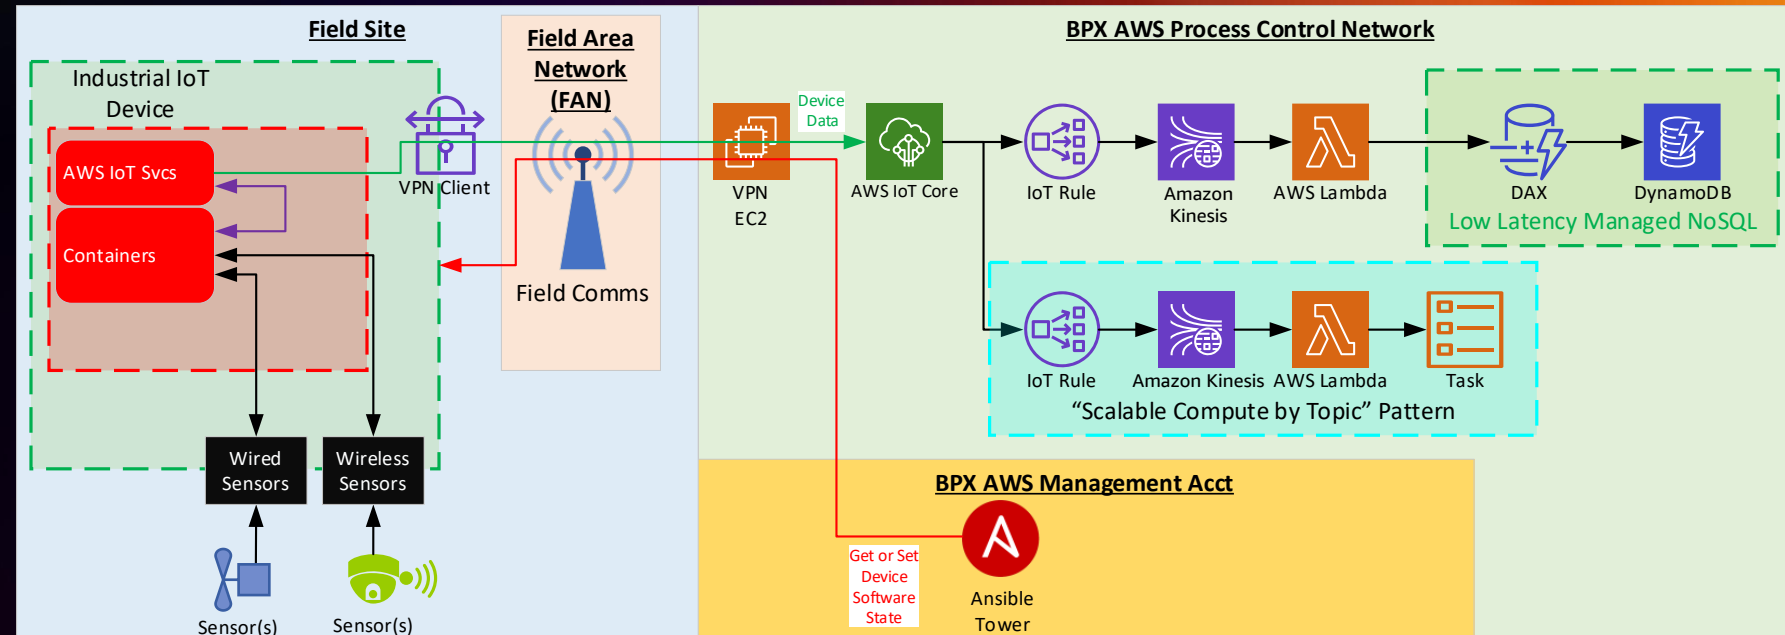 Field Site
Industrial IoT
Device
AWS IoT Svcs
Containers
VPN Client
Wired
Sensors
Wireless
Sensors
Sensor(s)
Sensor(s)
Field Area
Network
(FAN)
Field Comms
BPX AWS Process Control Network
VPN
EC2
Device
Data
AWS IoT Core
IoT Rule
Amazon
Kinesis
AWS Lambda
DAX
DynamoDB
Low Latency Managed NoSQL
IoT Rule
Amazon Kinesis
AWS Lambda
Task
“Scalable Compute by Topic” Pattern
BPX AWS Management Acct
Get or Set
Device
Software
State
Ansible
Tower